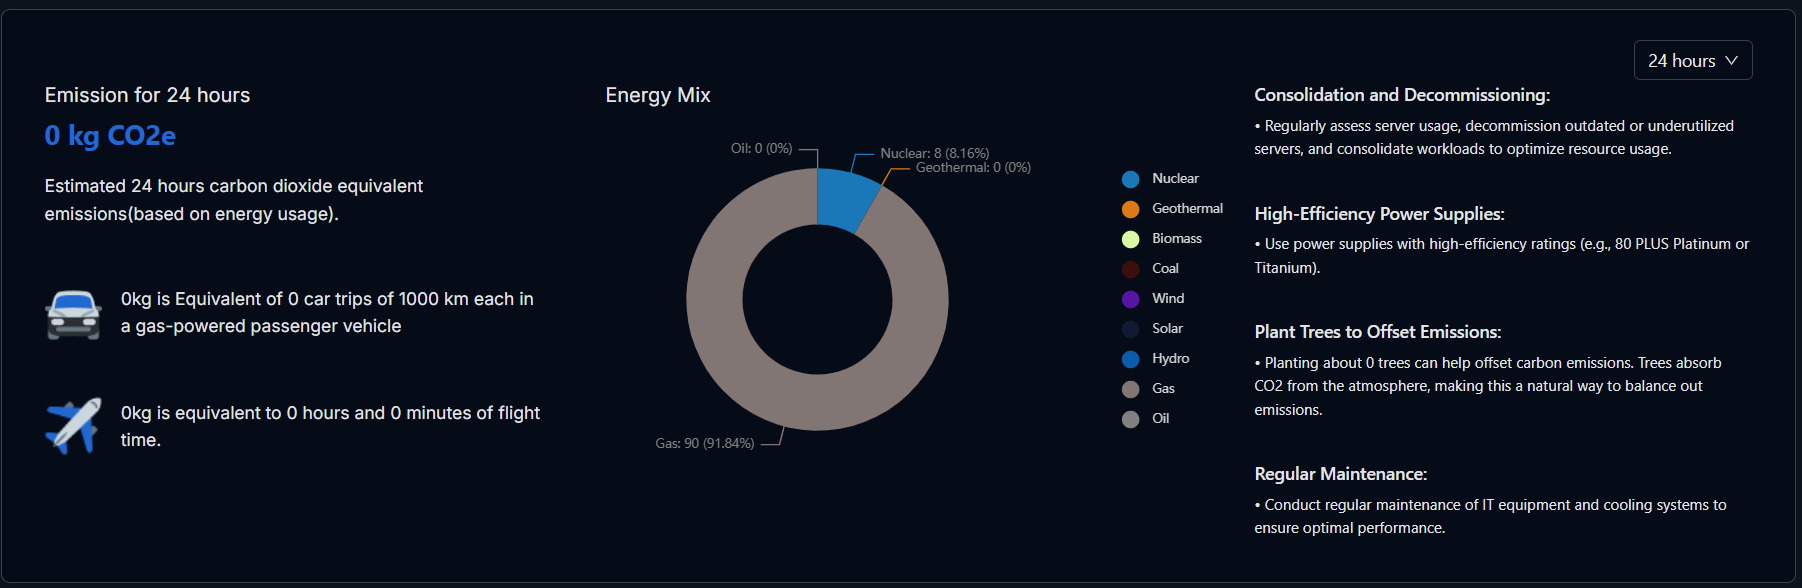 24 hours
Emission for 24 hours
0 kg CO2e
Estimated 24 hours carbon dioxide equivalent
emissions(based on energy usage).
0kg is Equivalent of 0 car trips of 1000 km each in
a gas-powered passenger vehicle
0kg is equivalent to 0 hours and 0 minutes of flight
time.
Energy Mix
Oil: 0 (0%)
Nuclear: 8 (8.16%)
Geothermal: 0 (0%)
Gas: 90 (91.84%)
Nuclear
Geothermal
Biomass
Coal
Wind
Solar
Hydro
Gas
Oil
Consolidation and Decommissioning:
• Regularly assess server usage, decommission outdated or underutilized
servers, and consolidate workloads to optimize resource usage.
High-Efficiency Power Supplies:
• Use power supplies with high-efficiency ratings (e.g., 80 PLUS Platinum or
Titanium).
Plant Trees to Offset Emissions:
• Planting about 0 trees can help offset carbon emissions. Trees absorb
CO2 from the atmosphere, making this a natural way to balance out
emissions.
Regular Maintenance:
• Conduct regular maintenance of IT equipment and cooling systems to
ensure optimal performance.